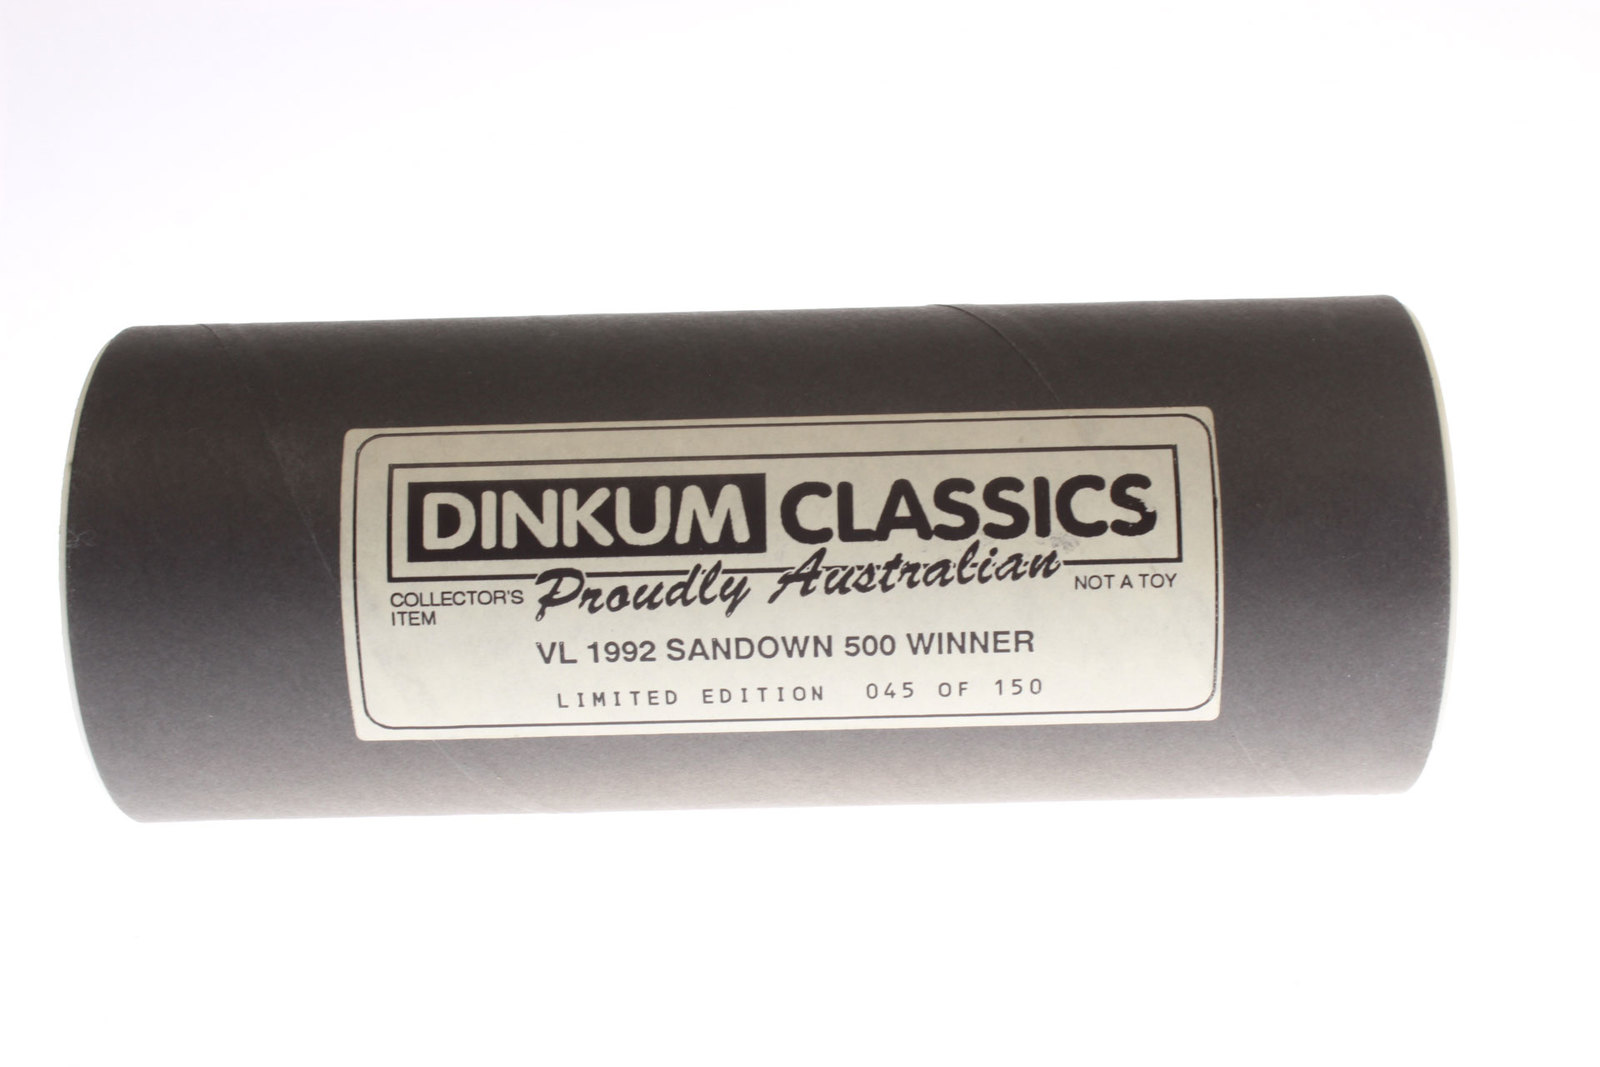 DINKUM CLASSICS
Proudly Australian
COLLECTOR'S
ITEM
NOT A TOY
VL 1992 SANDOWN 500 WINNER
LIMITED EDITION 045 OF 150